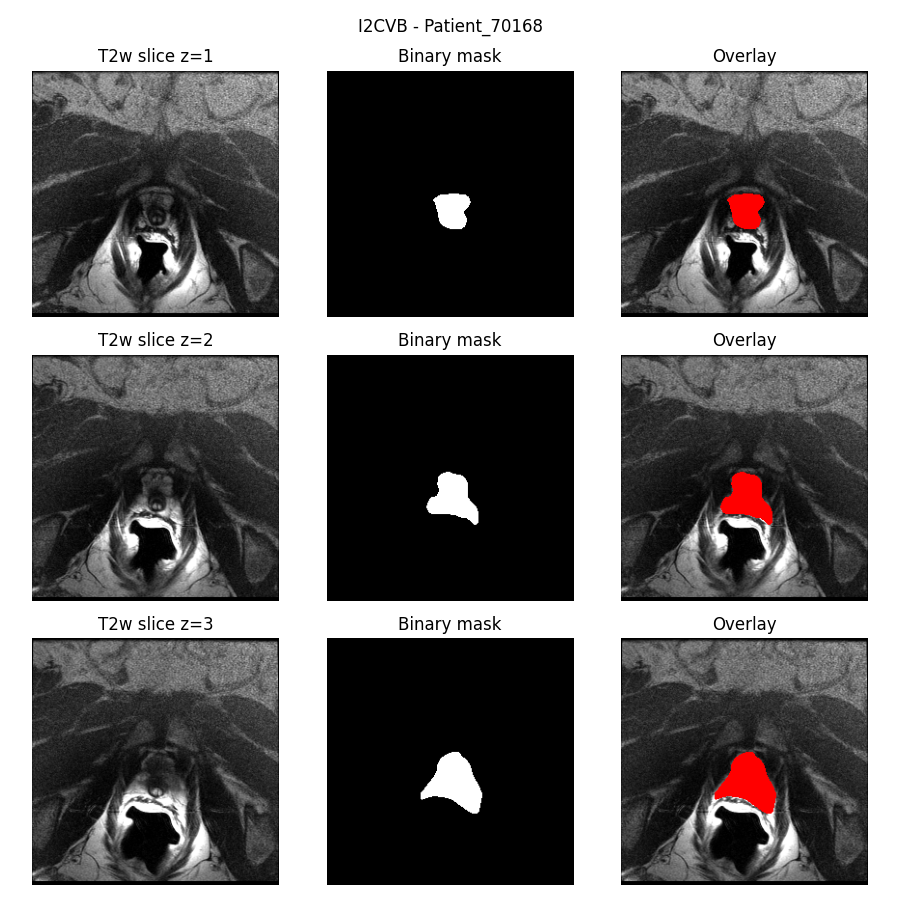 I2CVB - Patient_70168
T2w slice z=1
Binary mask
Overlay
T2w slice z=2
Binary mask
Overlay
T2w slice z=3
Binary mask
Overlay